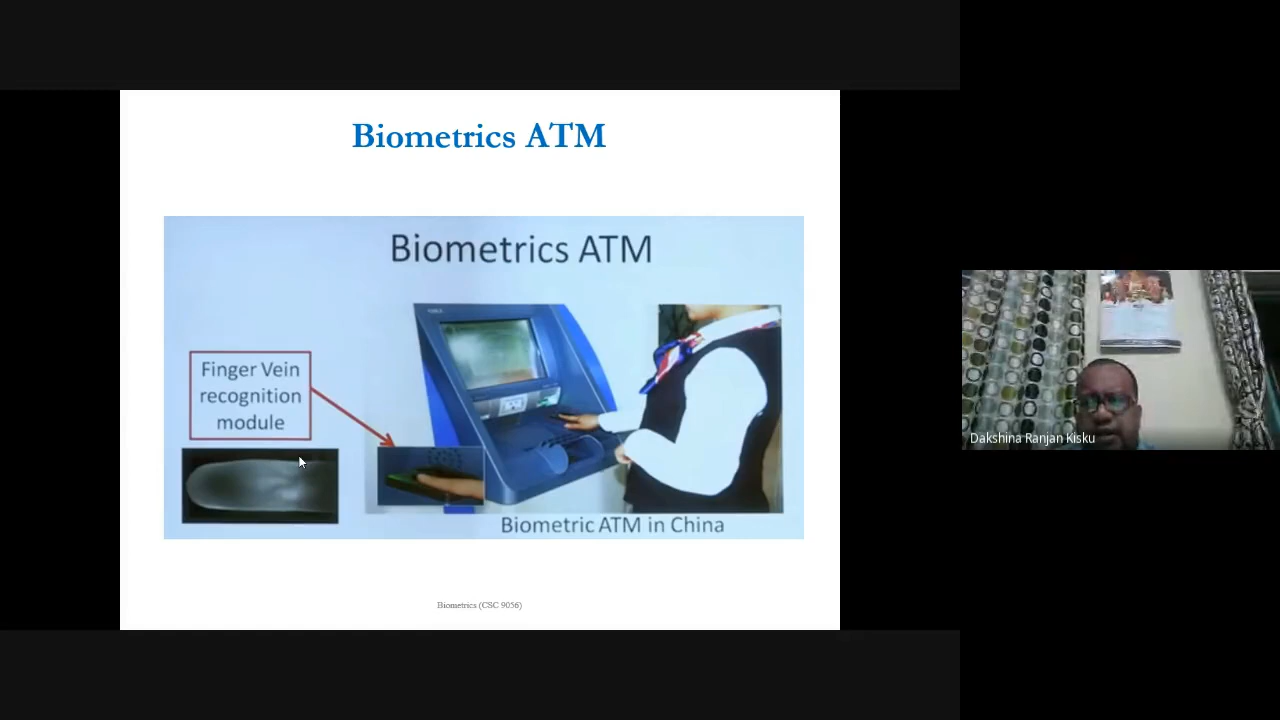 Biometrics ATM
Biometrics ATM
Finger Vein
recognition
module
Biometric ATM in China
Biometrics (CSC 9056)
Dakshina Ranjan Kisku